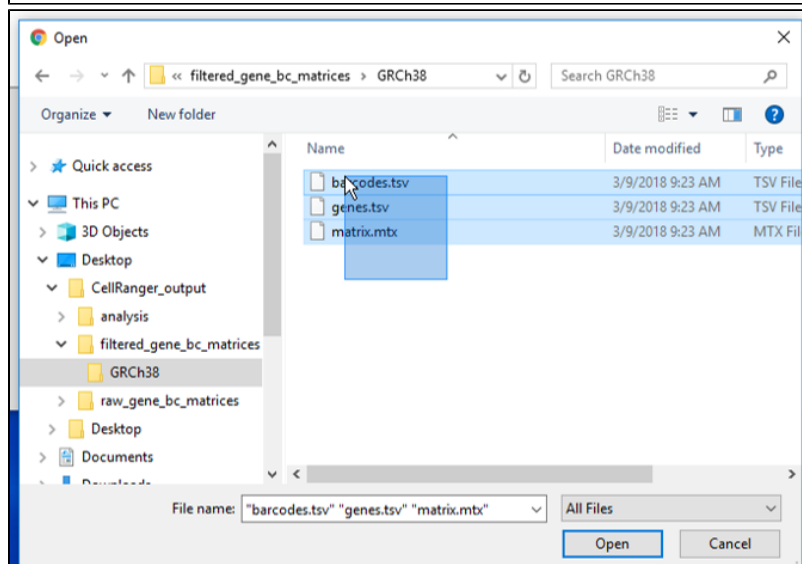 Open
« filtered_gene_bc_matrices > GRCh38
Search GRCh38
Organize
New folder
Name
Date modified
Type
Quick access
This PC
3D Objects
Desktop
CellRanger_output
analysis
filtered_gene_bc_matrices
GRCh38
raw_gene_bc_matrices
Desktop
Documents
barcodes.tsv 3/9/2018 9:23 AM TSV File
genes.tsv 3/9/2018 9:23 AM TSV File
matrix.mtx 3/9/2018 9:23 AM MTX Fil
File name: "barcodes.tsv" "genes.tsv" "matrix.mtx"
All Files
Open
Cancel